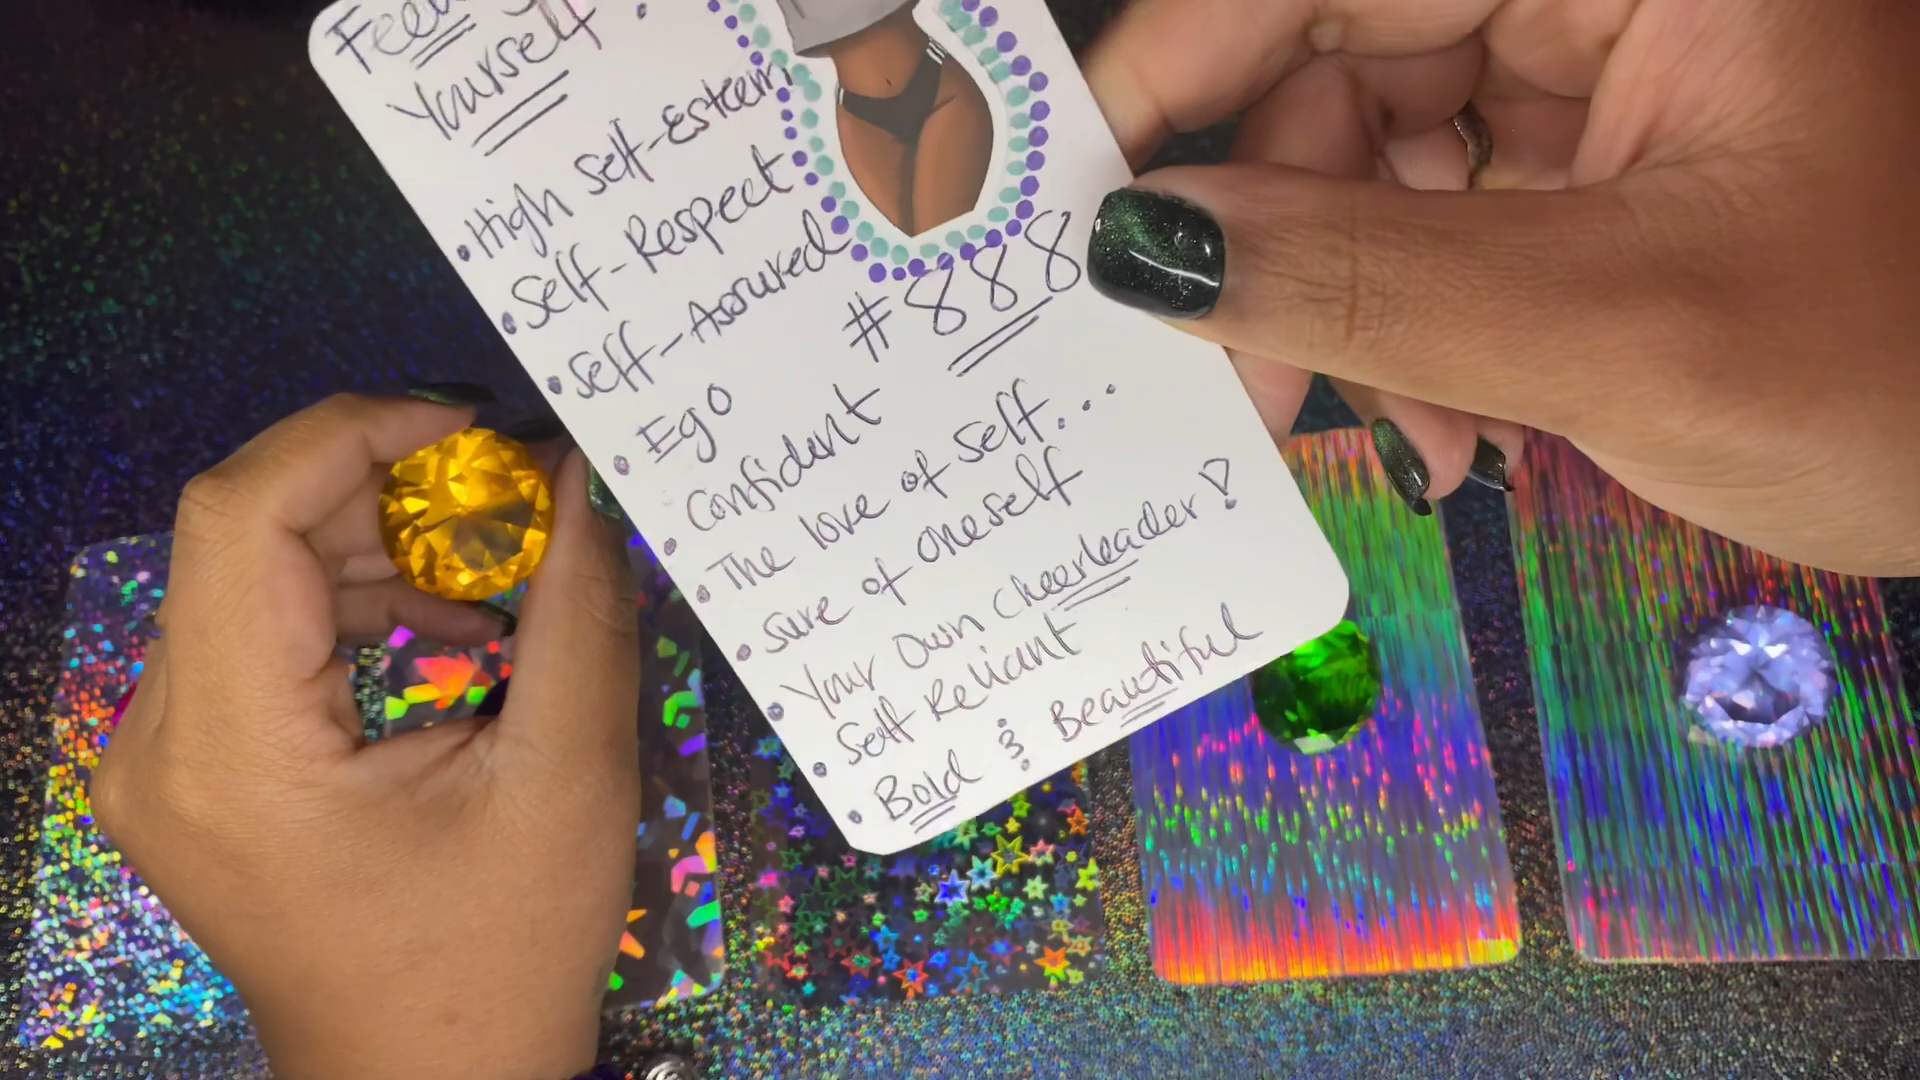 Yourself
• High Self-Esteem
• Self-Respect
• Self-Assured
#888
• Ego
• Confident
• The love of self...
• Sure of oneself
• Your Own Cheerleader!
• Self Reliant
• Bold & Beautiful